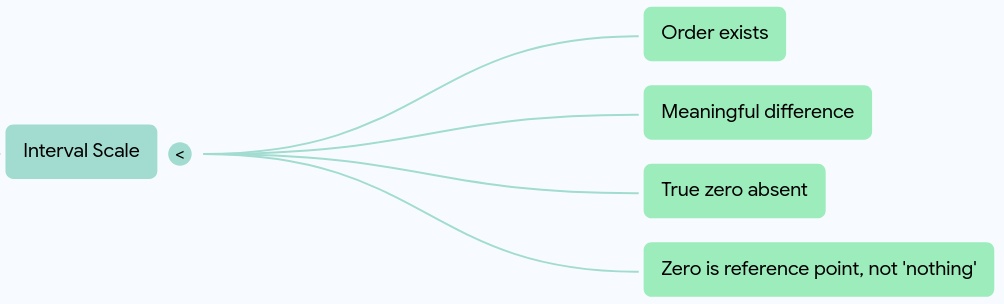 Order exists
Meaningful difference
Interval Scale <
True zero absent
Zero is reference point, not 'nothing'